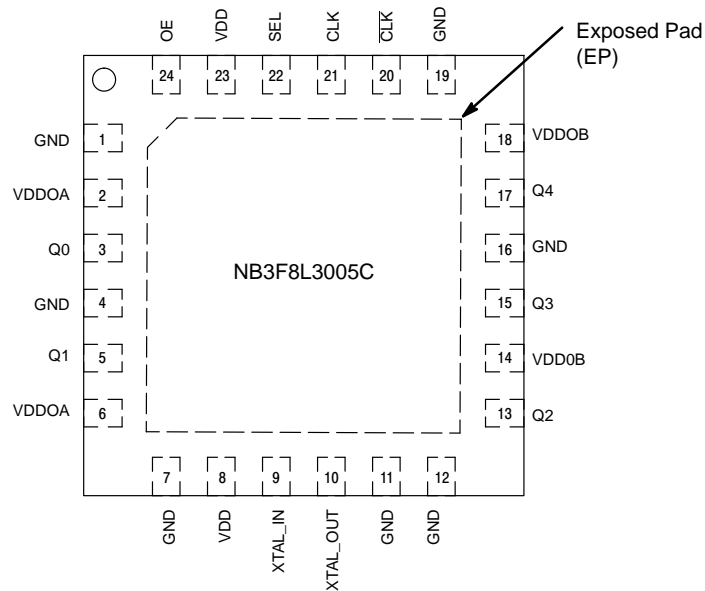 OE
VDD
SEL
CLK
CLK
GND
Exposed Pad
(EP)
24
23
22
21
20
19
GND 1
VDDOA 2
Q0 3
GND 4
Q1 5
VDDOA 6
NB3F8L3005C
18 VDDOB
17 Q4
16 GND
15 Q3
14 VDD0B
13 Q2
7
8
9
10
11
12
GND
VDD
XTAL_IN
XTAL_OUT
GND
GND